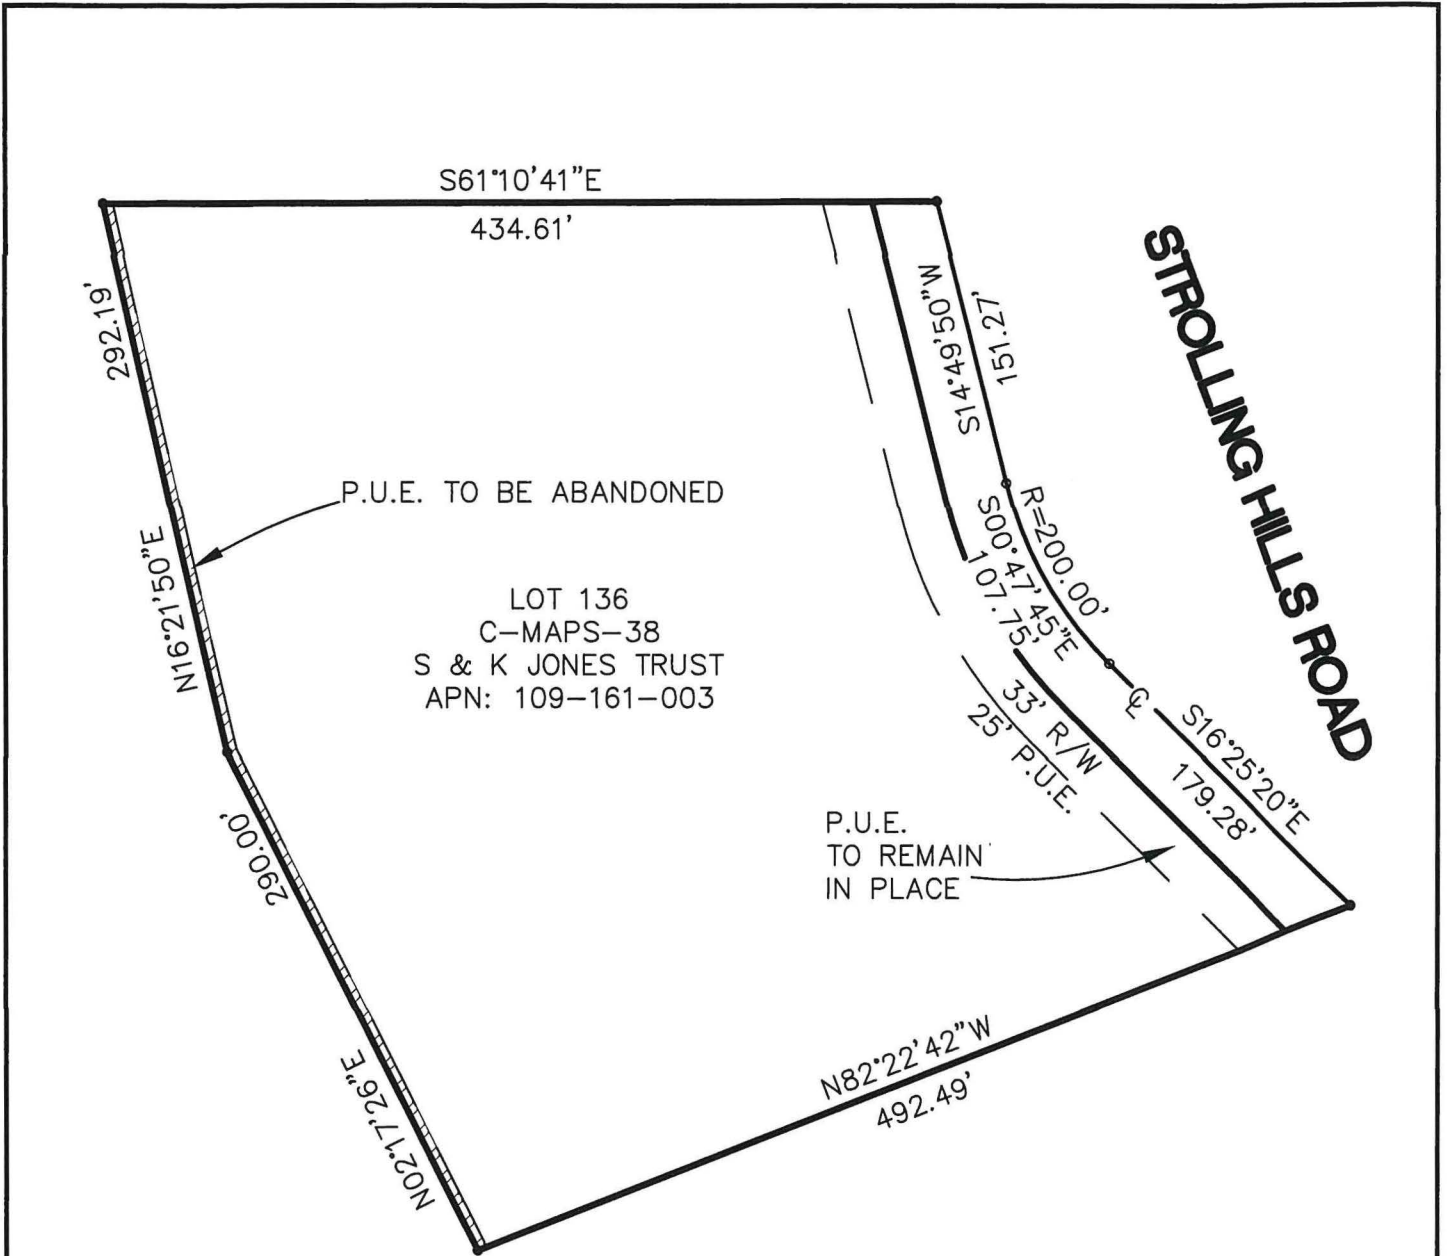 S61°10'41"E
434.61'
292.19'
N16°21'50"E
P.U.E. TO BE ABANDONED
LOT 136
C-MAPS-38
S & K JONES TRUST
APN: 109-161-003
S14°49'50"W
151.27'
R=200.00'
S00°47'45"E
107.75'
STROLLING HILLS ROAD
℄
33' R/W
25' P.U.E.
S16°25'20"E
179.28'
P.U.E.
TO REMAIN
IN PLACE
290.00'
N02°17'26"E
N82°22'42"W
492.49'